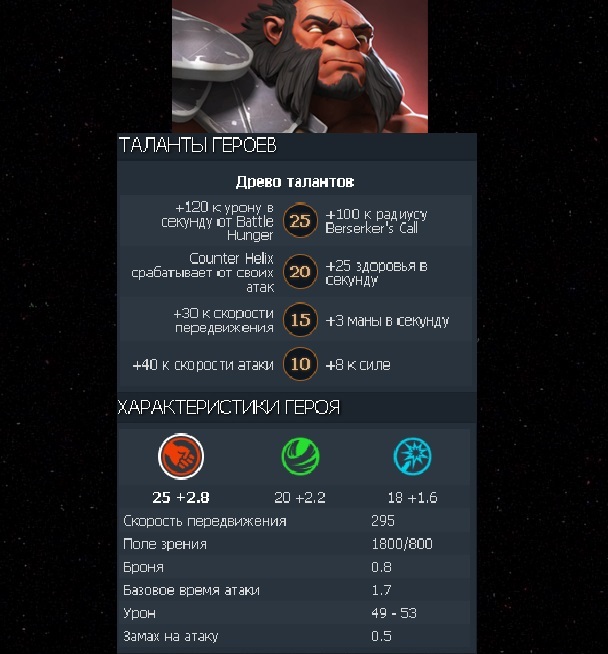 ТАЛАНТЫ ГЕРОЕВ
Древо талантов
+120 к урону в
секунду от Battle
Hunger
25
+100 к радиусу
Berserker's Call
Counter Helix
срабатывает от своих
атак
20
+25 здоровья в
секунду
+30 к скорости
передвижения
15
+3 маны в секунду
+40 к скорости атаки
10
+8 к силе
ХАРАКТЕРИСТИКИ ГЕРОЯ
25 +2.8 20 +2.2 18 +1.6
Скорость передвижения 295
Поле зрения 1800/800
Броня 0.8
Базовое время атаки 1.7
Урон 49 - 53
Замах на атаку 0.5